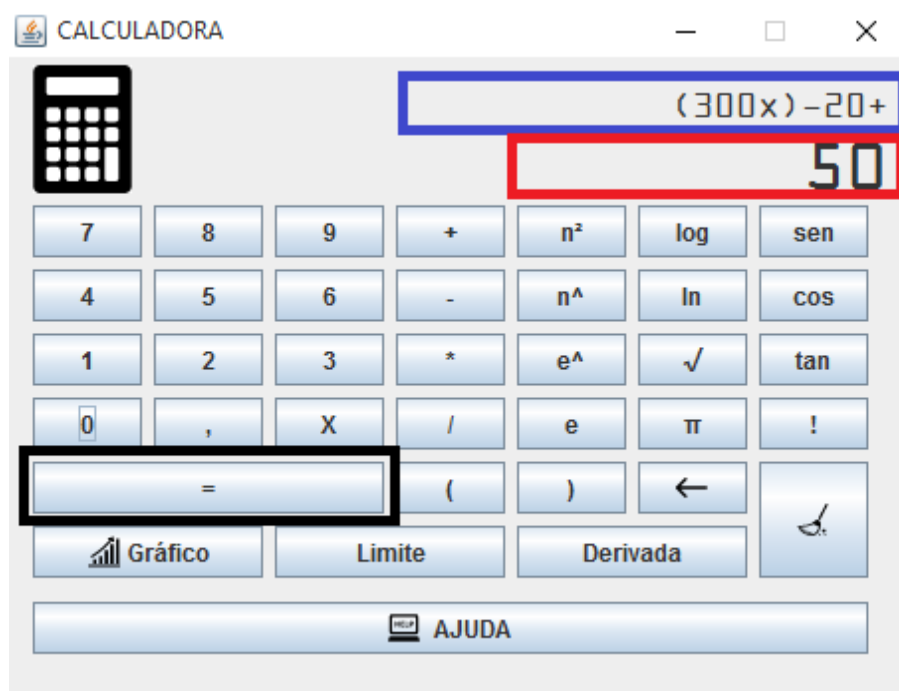 CALCULADORA
(300x)-20+
50
7 8 9 + n² log sen
4 5 6 - n^ ln cos
1 2 3 * e^ √ tan
0 , X / e π !
= ( ) ←
Gráfico Limite Derivada
HELP AJUDA